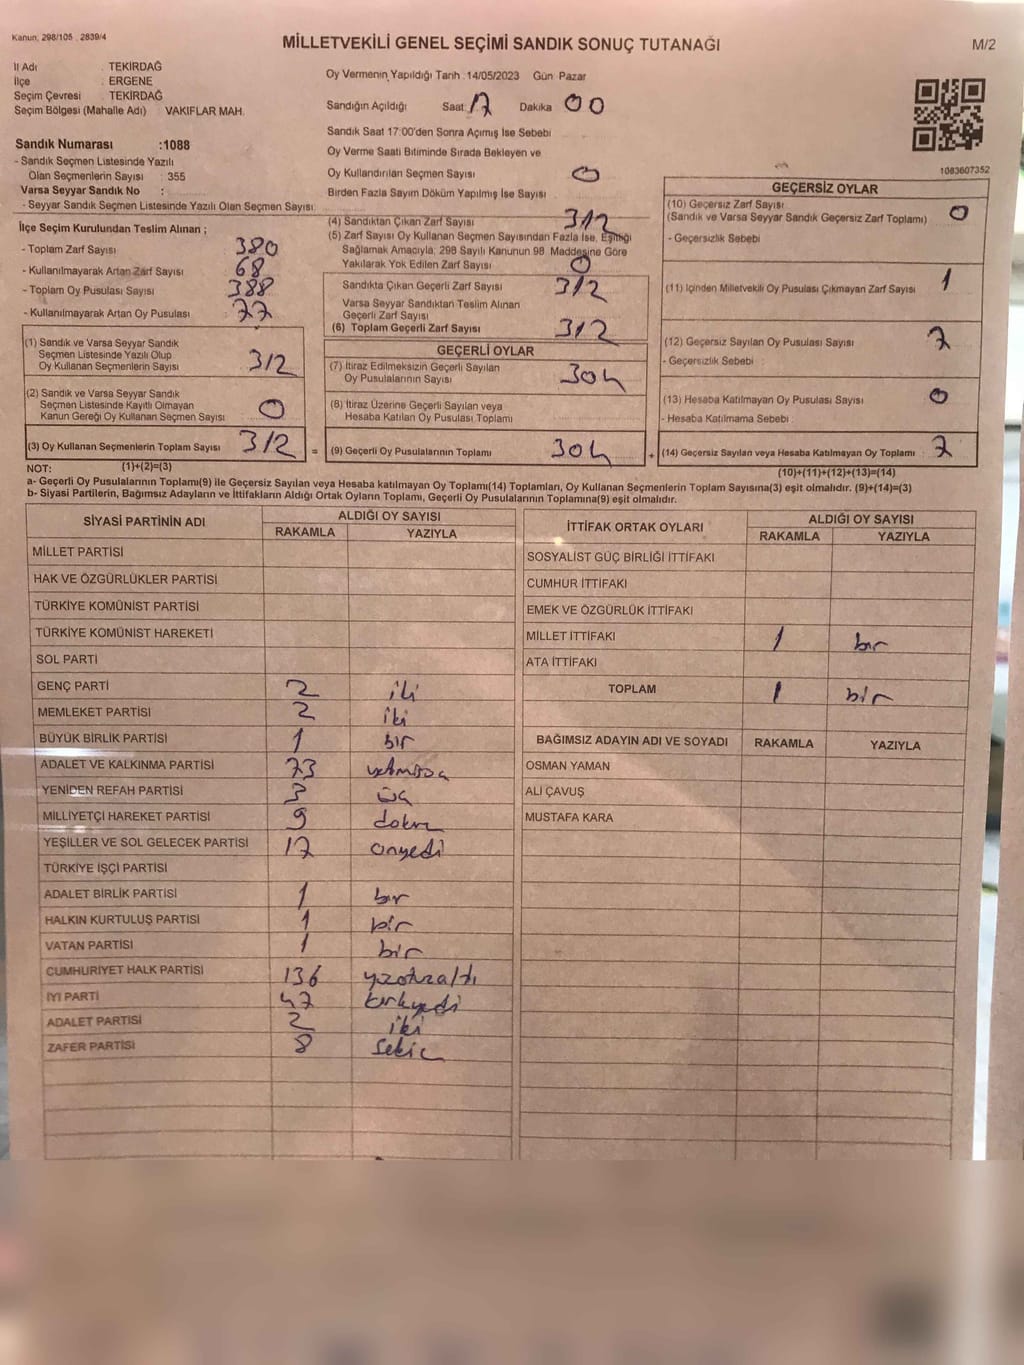 Kanun; 298/105 , 2839/4
MİLLETVEKİLİ GENEL SEÇİMİ SANDIK SONUÇ TUTANAĞI
M/2
İl Adı : TEKİRDAĞ
İlçe : ERGENE
Seçim Çevresi : TEKİRDAĞ
Seçim Bölgesi (Mahalle Adı) : VAKIFLAR MAH.
Sandık Numarası :1088
- Sandık Seçmen Listesinde Yazılı
Olan Seçmenlerin Sayısı : 355
Varsa Seyyar Sandık No :
- Seyyar Sandık Seçmen Listesinde Yazılı Olan Seçmen Sayısı:
İlçe Seçim Kurulundan Teslim Alınan ;
- Toplam Zarf Sayısı 380
- Kullanılmayarak Artan Zarf Sayısı 68
- Toplam Oy Pusulası Sayısı 388
- Kullanılmayarak Artan Oy Pusulası 77
(1) Sandık ve Varsa Seyyar Sandık
Seçmen Listesinde Yazılı Olup
Oy Kullanan Seçmenlerin Sayısı 312
(2) Sandık ve Varsa Seyyar Sandık
Seçmen Listesinde Kayıtlı Olmayan
Kanun Gereği Oy Kullanan Seçmen Sayısı 0
(3) Oy Kullanan Seçmenlerin Toplam Sayısı 312 =
Oy Vermenin Yapıldığı Tarih :14/05/2023 Gün : Pazar
Sandığın Açıldığı Saat: 17 Dakika : 00
Sandık Saat 17:00'den Sonra Açımış İse Sebebi
Oy Verme Saati Bitiminde Sırada Bekleyen ve
Oy Kullandırılan Seçmen Sayısı 0
Birden Fazla Sayım Döküm Yapılmış İse Sayısı
(4) Sandıktan Çıkan Zarf Sayısı 312
(5) Zarf Sayısı Oy Kullanan Seçmen Sayısından Fazla İse, Eşitliği
Sağlamak Amacıyla; 298 Sayılı Kanunun 98. Maddesine Göre
Yakılarak Yok Edilen Zarf Sayısı 0
Sandıkta Çıkan Geçerli Zarf Sayısı 312
Varsa Seyyar Sandıktan Teslim Alınan
Geçerli Zarf Sayısı
(6) Toplam Geçerli Zarf Sayısı 312
GEÇERLİ OYLAR
(7) İtiraz Edilmeksizin Geçerli Sayılan
Oy Pusulalarının Sayısı 304
(8) İtiraz Üzerine Geçerli Sayılan veya
Hesaba Katılan Oy Pusulası Toplamı
(9) Geçerli Oy Pusulalarının Toplamı 304 +
1083607352
GEÇERSİZ OYLAR
(10) Geçersiz Zarf Sayısı 0
(Sandık ve Varsa Seyyar Sandık Geçersiz Zarf Toplamı)
- Geçersizlik Sebebi
(11) İçinden Milletvekili Oy Pusulası Çıkmayan Zarf Sayısı 1
(12) Geçersiz Sayılan Oy Pusulası Sayısı 7
- Geçersizlik Sebebi :
(13) Hesaba Katılmayan Oy Pusulası Sayısı 0
- Hesaba Katılmama Sebebi :
(14) Geçersiz Sayılan veya Hesaba Katılmayan Oy Toplamı : 7
NOT: (1)+(2)=(3)
(10)+(11)+(12)+(13)=(14)
a- Geçerli Oy Pusulalarının Toplamı(9) ile Geçersiz Sayılan veya Hesaba katılmayan Oy Toplamı(14) Toplamları, Oy Kullanan Seçmenlerin Toplam Sayısına(3) eşit olmalıdır. (9)+(14)=(3)
b- Siyasi Partilerin, Bağımsız Adayların ve İttifakların Aldığı Ortak Oyların Toplamı, Geçerli Oy Pusulalarının Toplamına(9) eşit olmalıdır.
SİYASİ PARTİNİN ADI ALDIĞI OY SAYISI
RAKAMLA YAZIYLA
MİLLET PARTİSİ
HAK VE ÖZGÜRLÜKLER PARTİSİ
TÜRKİYE KOMÜNİST PARTİSİ
TÜRKİYE KOMÜNİST HAREKETİ
SOL PARTİ
GENÇ PARTİ 2 iki
MEMLEKET PARTİSİ 2 iki
BÜYÜK BİRLİK PARTİSİ 1 bir
ADALET VE KALKINMA PARTİSİ 73
YENİDEN REFAH PARTİSİ 3 üç
MİLLİYETÇİ HAREKET PARTİSİ 9 dokuz
YEŞİLLER VE SOL GELECEK PARTİSİ 17 onyedi
TÜRKİYE İŞÇİ PARTİSİ
ADALET BİRLİK PARTİSİ 1 bir
HALKIN KURTULUŞ PARTİSİ 1 bir
VATAN PARTİSİ 1 bir
CUMHURİYET HALK PARTİSİ 136 yüzotuzaltı
İYİ PARTİ 47 kırkyedi
ADALET PARTİSİ 2 iki
ZAFER PARTİSİ 8 sekiz
İTTİFAK ORTAK OYLARI ALDIĞI OY SAYISI
RAKAMLA YAZIYLA
SOSYALİST GÜÇ BİRLİĞİ İTTİFAKI
CUMHUR İTTİFAKI
EMEK VE ÖZGÜRLÜK İTTİFAKI
MİLLET İTTİFAKI 1 bir
ATA İTTİFAKI
TOPLAM 1 bir
BAĞIMSIZ ADAYIN ADI VE SOYADI RAKAMLA YAZIYLA
OSMAN YAMAN
ALİ ÇAVUŞ
MUSTAFA KARA